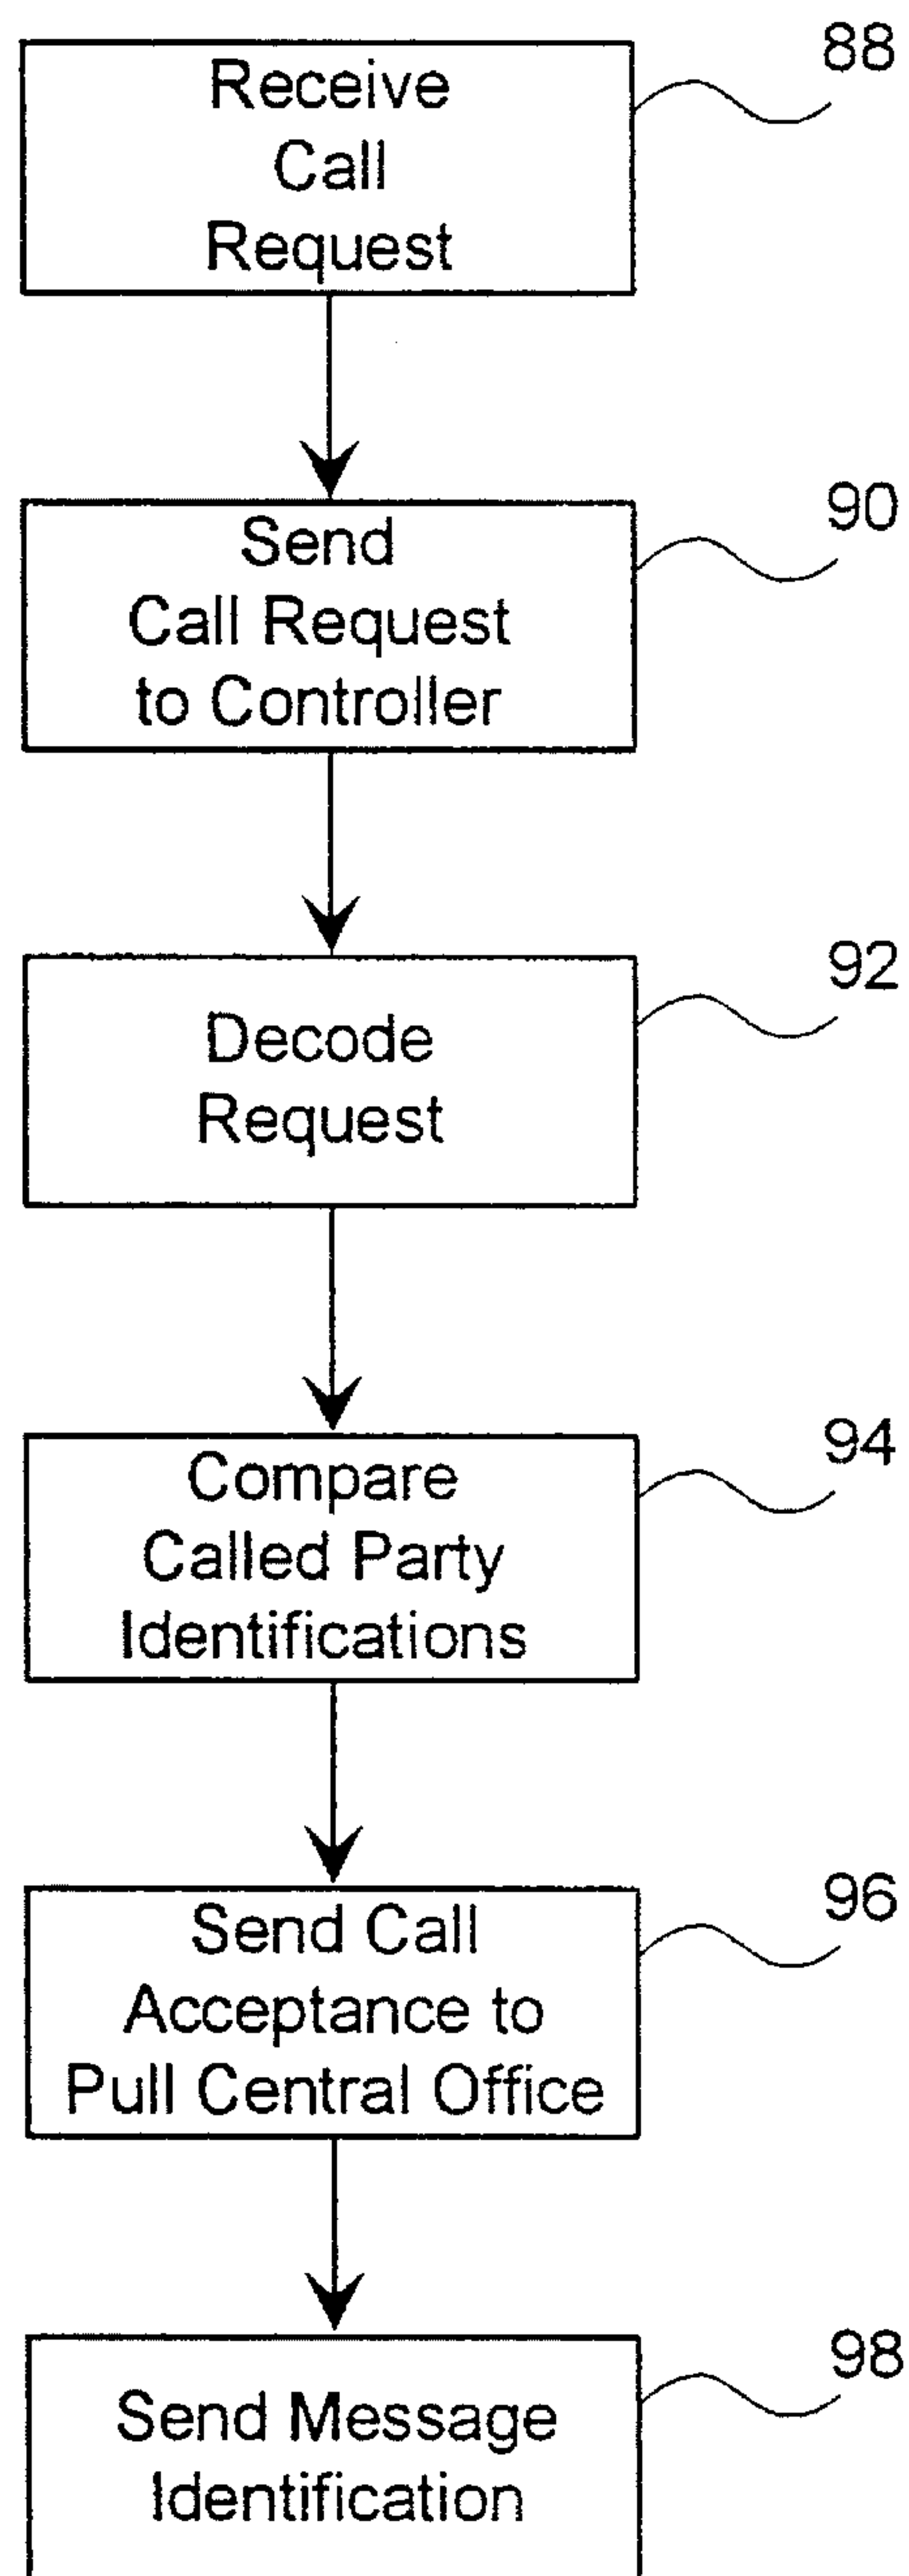 Receive
Call
Request
88
Send
Call Request
to Controller
90
Decode
Request
92
Compare
Called Party
Identifications
94
Send Call
Acceptance to
Pull Central Office
96
Send Message
Identification
98